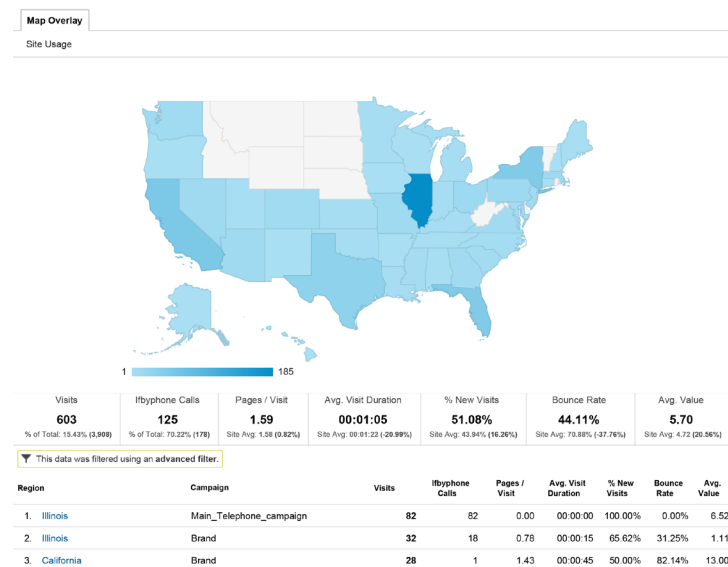 Map Overlay
Site Usage
1 185
Visits Ifbyphone Calls Pages / Visit Avg. Visit Duration % New Visits Bounce Rate Avg. Value
603 125 1.59 00:01:05 51.08% 44.11% 5.70
% of Total: 15.43% (3,908) % of Total: 70.22% (178) Site Avg: 1.58 (0.82%) Site Avg: 00:01:22 (-20.99%) Site Avg: 43.94% (16.26%) Site Avg: 70.88% (-37.76%) Site Avg: 4.72 (20.56%)
This data was filtered using an advanced filter.
Region Campaign Visits Ifbyphone Calls Pages / Visit Avg. Visit Duration % New Visits Bounce Rate Avg. Value
1. Illinois Main_Telephone_campaign 82 82 0.00 00:00:00 100.00% 0.00% 6.52
2. Illinois Brand 32 18 0.78 00:00:15 65.62% 31.25% 1.11
3. California Brand 28 1 1.43 00:00:45 50.00% 82.14% 13.00